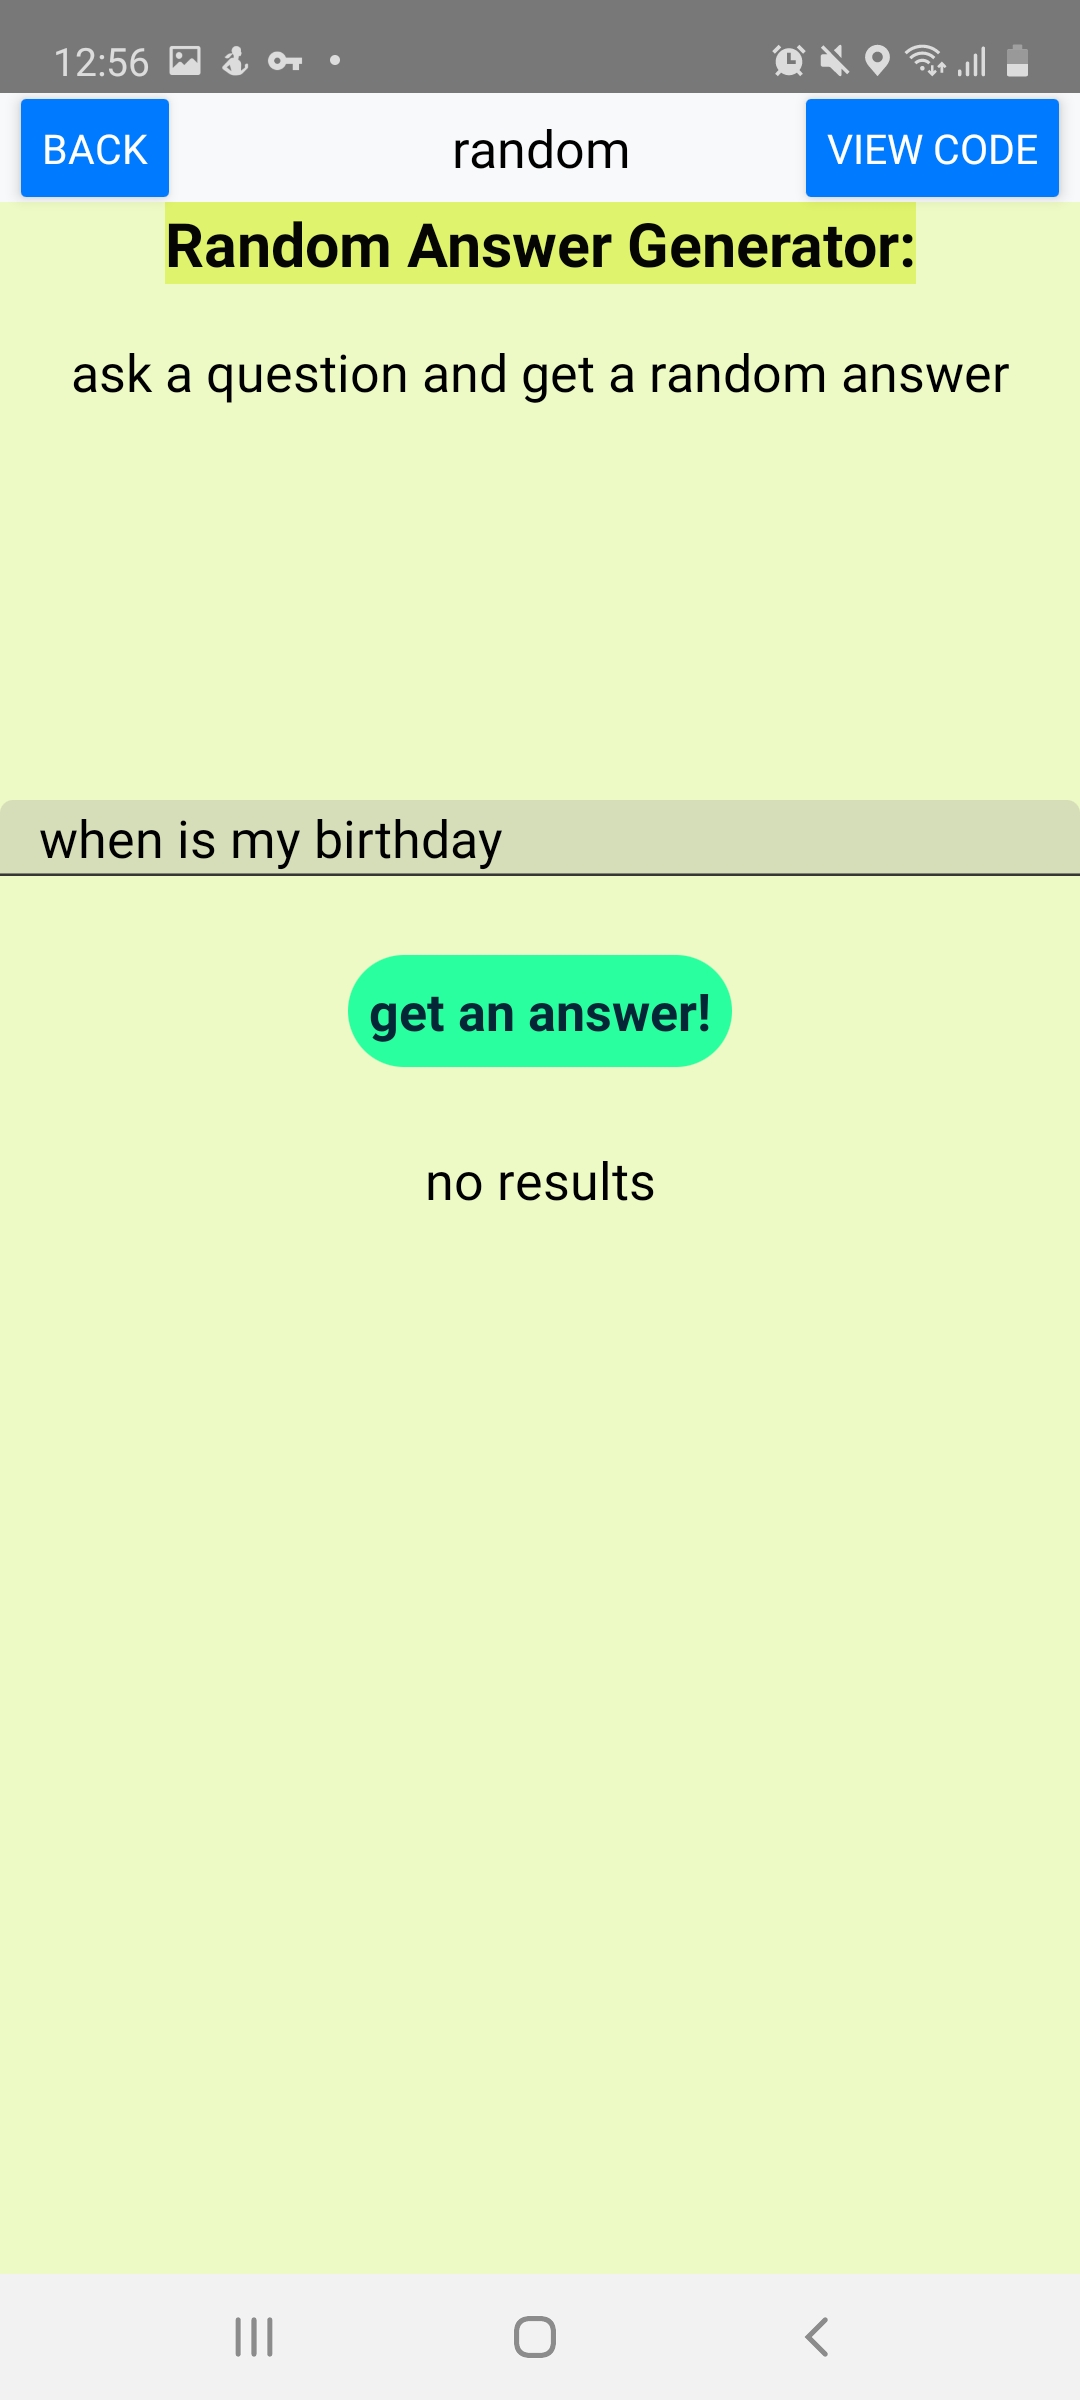 12:56
BACK
random
VIEW CODE
Random Answer Generator:
ask a question and get a random answer
when is my birthday
get an answer!
no results